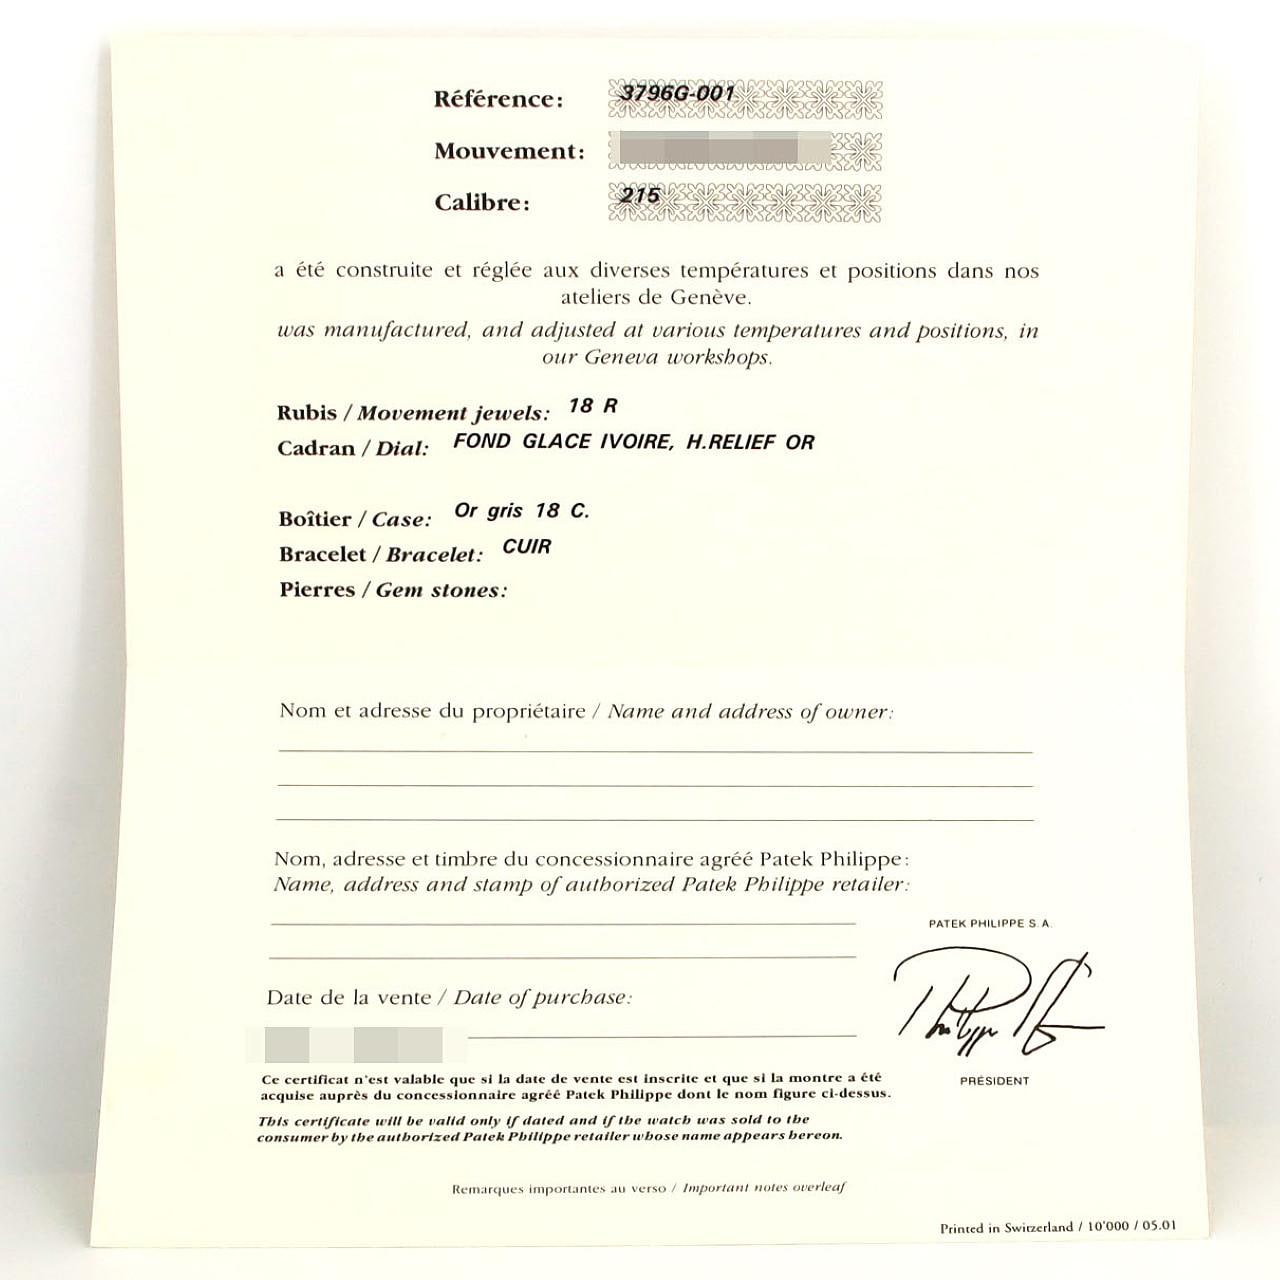 Référence: 3796G-001
Mouvement:
Calibre: 215
a été construite et réglée aux diverses températures et positions dans nos
ateliers de Genève.
was manufactured, and adjusted at various temperatures and positions, in
our Geneva workshops.
Rubis / Movement jewels: 18 R
Cadran / Dial: FOND GLACE IVOIRE, H.RELIEF OR
Boîtier / Case: Or gris 18 C.
Bracelet / Bracelet: CUIR
Pierres / Gem stones:
Nom et adresse du propriétaire / Name and address of owner:
Nom, adresse et timbre du concessionnaire agréé Patek Philippe:
Name, address and stamp of authorized Patek Philippe retailer:
PATEK PHILIPPE S.A.
Date de la vente / Date of purchase:
PRÉSIDENT
Ce certificat n'est valable que si la date de vente est inscrite et que si la montre a été
acquise auprès du concessionnaire agréé Patek Philippe dont le nom figure ci-dessus.
This certificate will be valid only if dated and if the watch was sold to the
consumer by the authorized Patek Philippe retailer whose name appears hereon.
Remarques importantes au verso / Important notes overleaf
Printed in Switzerland / 10'000 / 05.01